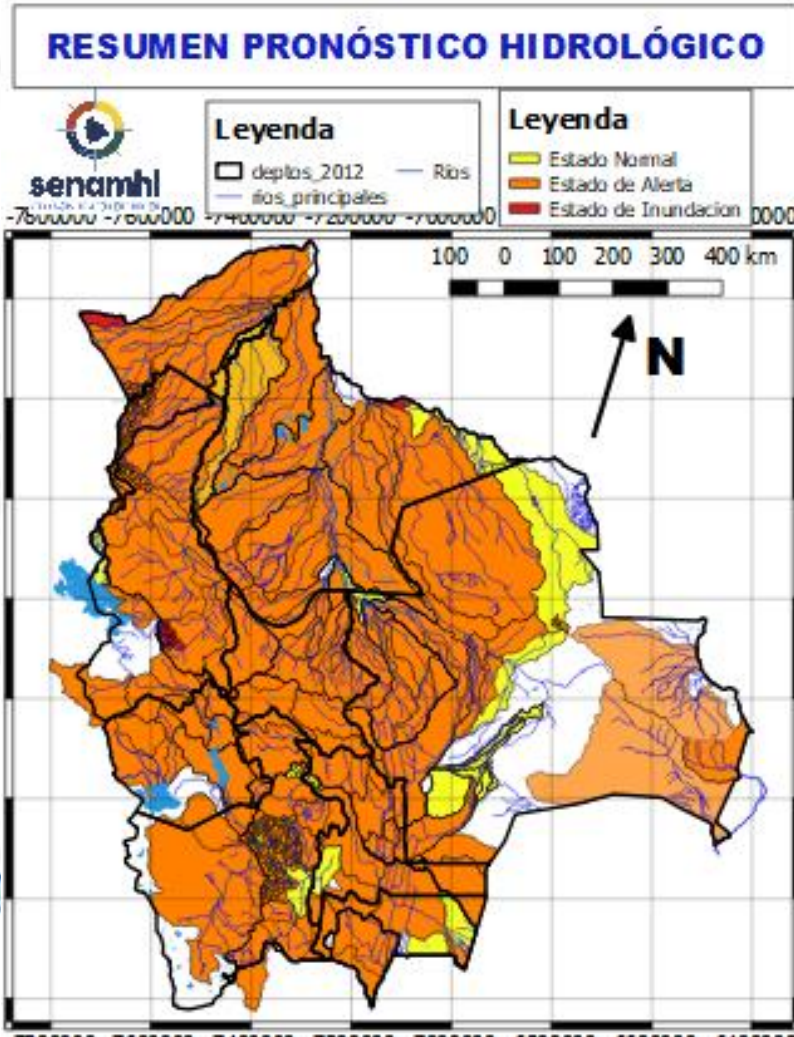 RESUMEN PRONÓSTICO HIDROLÓGICO
senamhi
Leyenda
deptos_2012
Rios
rios_principales
Leyenda
Estado Normal
Estado de Alerta
Estado de Inundacion
-7800000 -7600000 -7400000 -7200000 -7000000
100 0 100 200 300 400 km
N